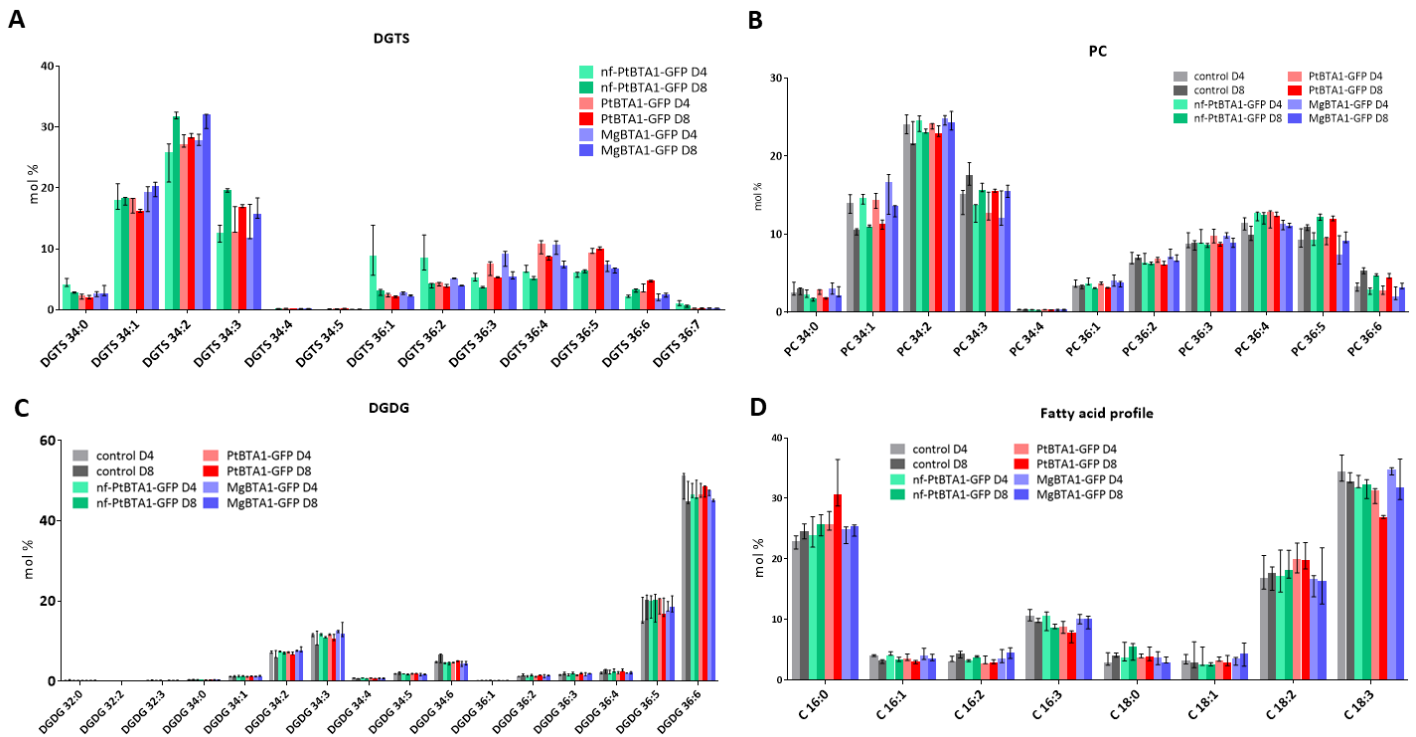 A
DGTS
40
30
20
10
0
mol %
nf-PtBTA1-GFP D4
nf-PtBTA1-GFP D8
PtBTA1-GFP D4
PtBTA1-GFP D8
MgBTA1-GFP D4
MgBTA1-GFP D8
DGTS 34:0
DGTS 34:1
DGTS 34:2
DGTS 34:3
DGTS 34:4
DGTS 34:5
DGTS 36:1
DGTS 36:2
DGTS 36:3
DGTS 36:4
DGTS 36:5
DGTS 36:6
DGTS 36:7
B
PC
30
20
10
0
mol %
control D4
control D8
nf-PtBTA1-GFP D4
nf-PtBTA1-GFP D8
PtBTA1-GFP D4
PtBTA1-GFP D8
MgBTA1-GFP D4
MgBTA1-GFP D8
PC 34:0
PC 34:1
PC 34:2
PC 34:3
PC 34:4
PC 36:1
PC 36:2
PC 36:3
PC 36:4
PC 36:5
PC 36:6
C
DGDG
60
40
20
0
mol %
control D4
control D8
nf-PtBTA1-GFP D4
nf-PtBTA1-GFP D8
PtBTA1-GFP D4
PtBTA1-GFP D8
MgBTA1-GFP D4
MgBTA1-GFP D8
DGDG 32:0
DGDG 32:2
DGDG 32:3
DGDG 34:0
DGDG 34:1
DGDG 34:2
DGDG 34:3
DGDG 34:4
DGDG 34:5
DGDG 34:6
DGDG 36:1
DGDG 36:2
DGDG 36:3
DGDG 36:4
DGDG 36:5
DGDG 36:6
D
Fatty acid profile
40
30
20
10
0
mol %
control D4
control D8
nf-PtBTA1-GFP D4
nf-PtBTA1-GFP D8
PtBTA1-GFP D4
PtBTA1-GFP D8
MgBTA1-GFP D4
MgBTA1-GFP D8
C 16:0
C 16:1
C 16:2
C 16:3
C 18:0
C 18:1
C 18:2
C 18:3